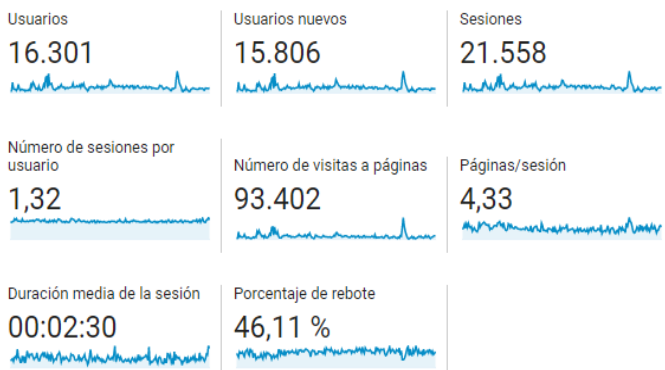 Usuarios
16.301
Usuarios nuevos
15.806
Sesiones
21.558
Número de sesiones por
usuario
1,32
Número de visitas a páginas
93.402
Páginas/sesión
4,33
Duración media de la sesión
00:02:30
Porcentaje de rebote
46,11 %